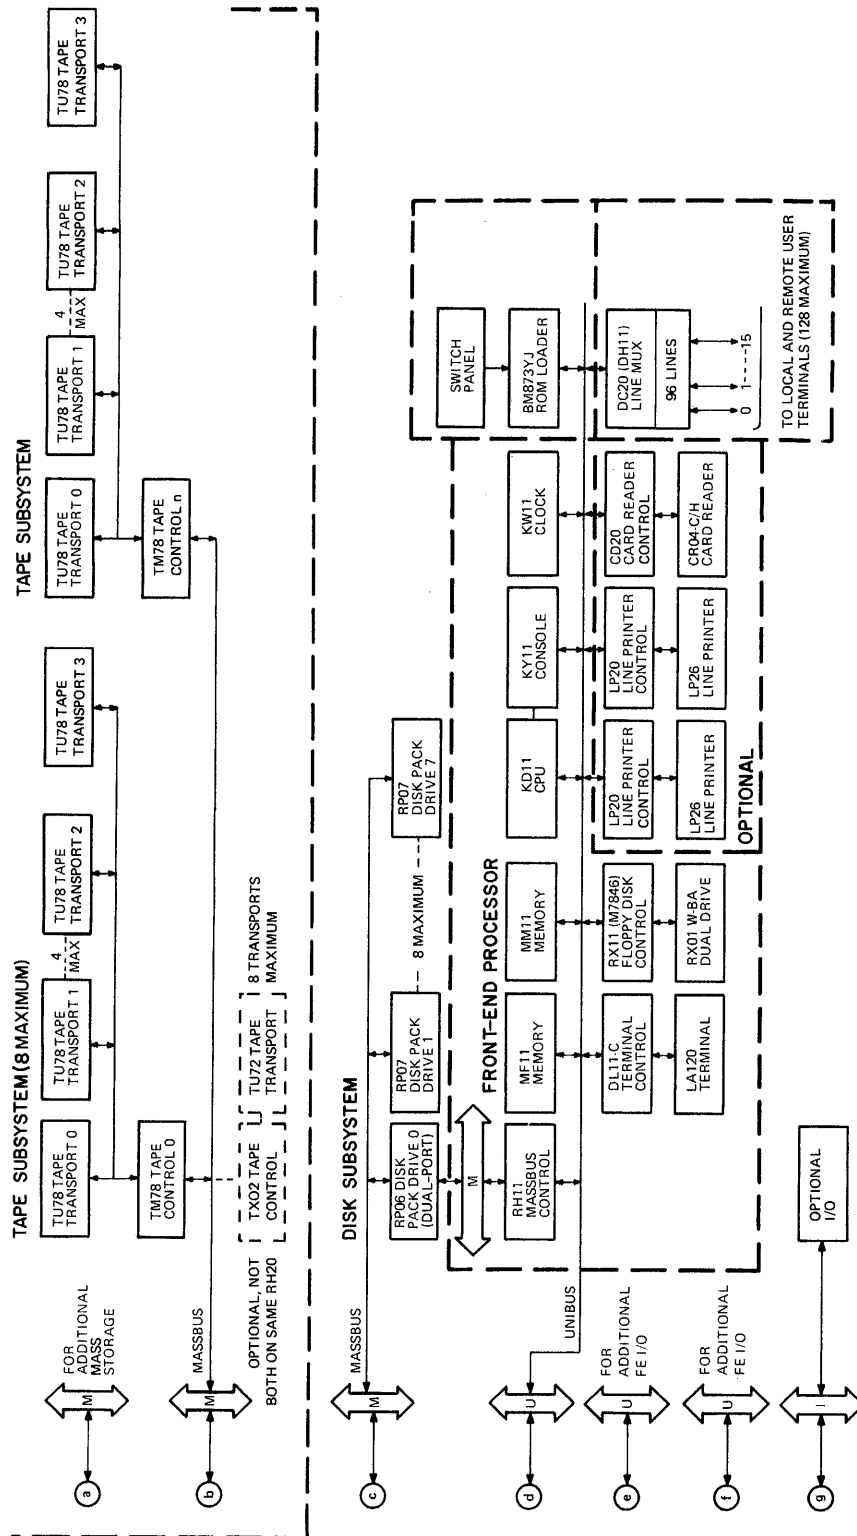 TAPE SUBSYSTEM (8 MAXIMUM)
TU78 TAPE
TRANSPORT 0
TU78 TAPE
TRANSPORT 1
4
MAX
TU78 TAPE
TRANSPORT 2
TU78 TAPE
TRANSPORT 3
TAPE SUBSYSTEM
TU78 TAPE
TRANSPORT 0
TU78 TAPE
TRANSPORT 1
4
MAX
TU78 TAPE
TRANSPORT 2
TU78 TAPE
TRANSPORT 3
a
M
FOR
ADDITIONAL
MASS
STORAGE
TM78 TAPE
CONTROL 0
TM78 TAPE
CONTROL n
b
M
MASSBUS
OPTIONAL, NOT
BOTH ON SAME RH20
TX02 TAPE
CONTROL
TU72 TAPE
TRANSPORT
8 TRANSPORTS
MAXIMUM
DISK SUBSYSTEM
c
M
MASSBUS
RP06 DISK
PACK DRIVE 0
(DUAL-PORT)
RP07
DISK PACK
DRIVE 1
8 MAXIMUM
RP07
DISK PACK
DRIVE 7
M
FRONT-END PROCESSOR
SWITCH
PANEL
RH11
MASSBUS
CONTROL
MF11
MEMORY
MM11
MEMORY
KD11
CPU
KY11
CONSOLE
KW11
CLOCK
BM873YJ
ROM LOADER
d
U
UNIBUS
e
U
FOR
ADDITIONAL
FE I/O
DL11-C
TERMINAL
CONTROL
RX11 (M7846)
FLOPPY DISK
CONTROL
LP20
LINE PRINTER
CONTROL
LP20
LINE PRINTER
CONTROL
CD20
CARD READER
CONTROL
DC20 (DH11)
LINE MUX
96 LINES
f
U
FOR
ADDITIONAL
FE I/O
LA120
TERMINAL
RX01 W-BA
DUAL DRIVE
LP26
LINE PRINTER
LP26
LINE PRINTER
CR04-C/H
CARD READER
0 1----15
OPTIONAL
TO LOCAL AND REMOTE USER
TERMINALS (128 MAXIMUM)
g
I
OPTIONAL
I/O